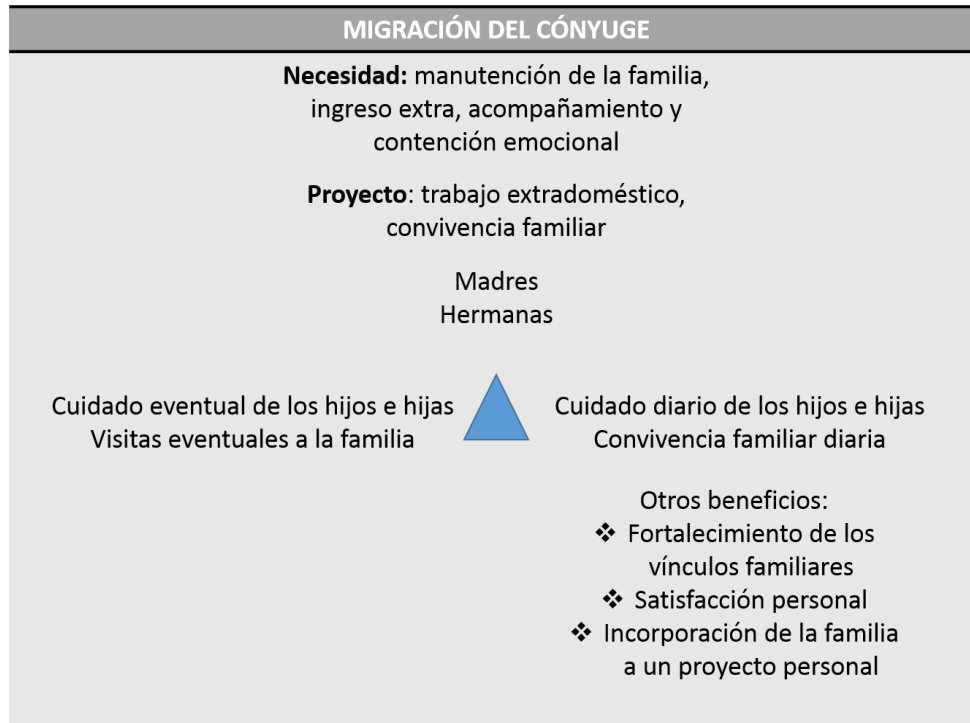 MIGRACIÓN DEL CÓNYUGE
Necesidad: manutención de la familia,
ingreso extra, acompañamiento y
contención emocional
Proyecto: trabajo extradoméstico,
convivencia familiar
Madres
Hermanas
Cuidado eventual de los hijos e hijas
Visitas eventuales a la familia
Cuidado diario de los hijos e hijas
Convivencia familiar diaria
Otros beneficios:
❖ Fortalecimiento de los
vínculos familiares
❖ Satisfacción personal
❖ Incorporación de la familia
a un proyecto personal